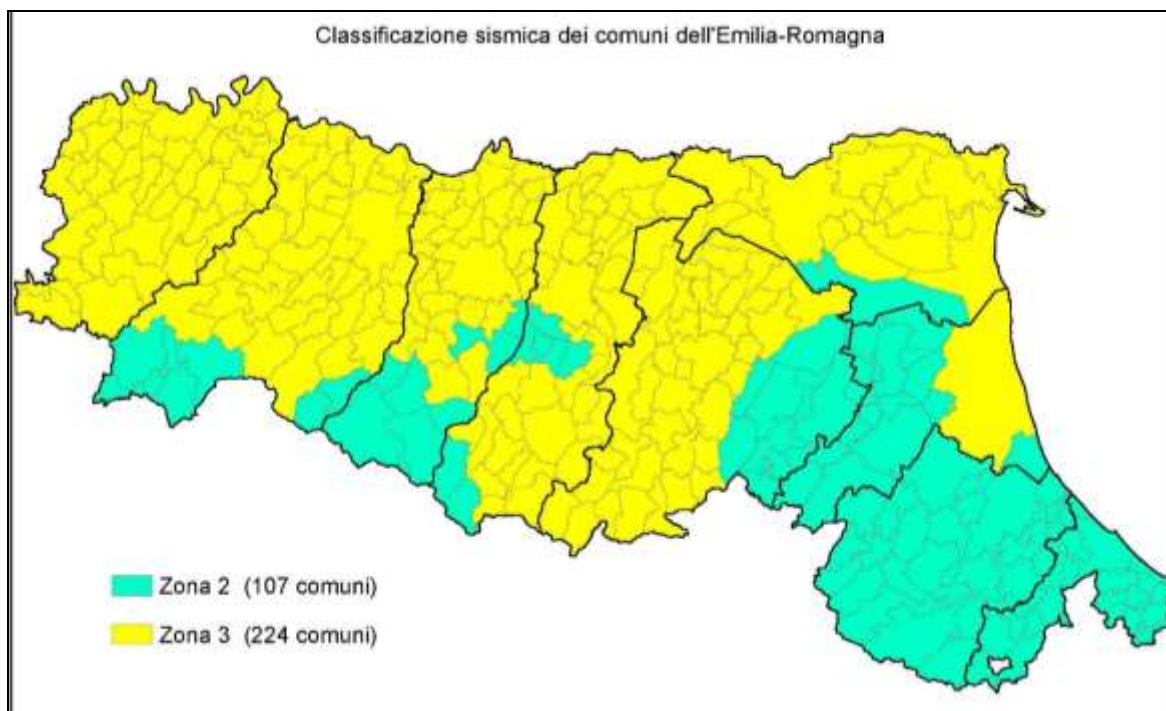 Classificazione sismica dei comuni dell'Emilia-Romagna
Zona 2 (107 comuni)
Zona 3 (224 comuni)